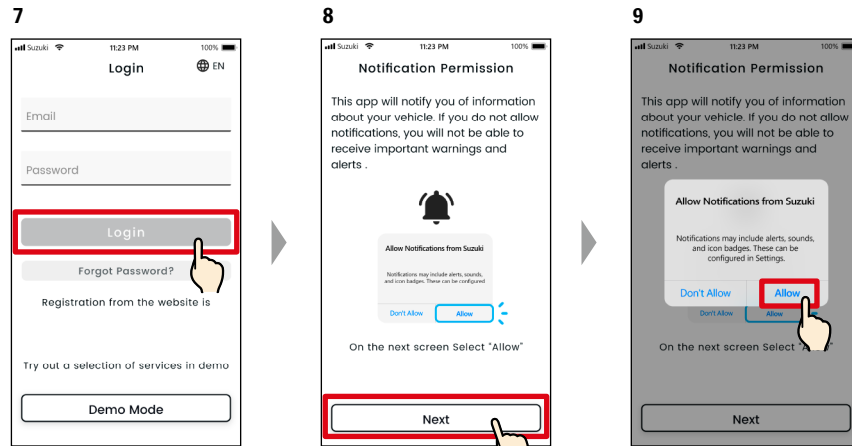 7
Suzuki 11:23 PM 100%
Login EN
Email
Password
Login
Forgot Password?
Registration from the website is
Try out a selection of services in demo
Demo Mode
8
Suzuki 11:23 PM 100%
Notification Permission
This app will notify you of information
about your vehicle. If you do not allow
notifications, you will not be able to
receive important warnings and
alerts .
Allow Notifications from Suzuki
Notifications may include alerts, sounds,
and icon badges. These can be configured
Don't Allow Allow
On the next screen Select "Allow"
Next
9
Suzuki 11:23 PM 100%
Notification Permission
This app will notify you of information
about your vehicle. If you do not allow
notifications, you will not be able to
receive important warnings and
alerts .
Allow Notifications from Suzuki
Notifications may include alerts, sounds,
and icon badges. These can be
configured in Settings.
Don't Allow Allow
Don't Allow Allow
On the next screen Select
Next